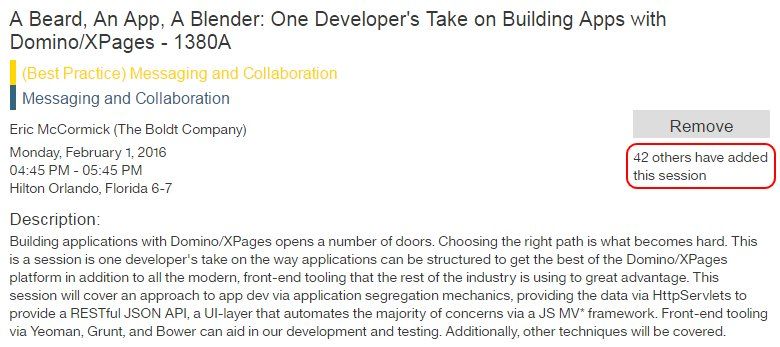 A Beard, An App, A Blender: One Developer's Take on Building Apps with
Domino/XPages - 1380A
(Best Practice) Messaging and Collaboration
Messaging and Collaboration
Eric McCormick (The Boldt Company)
Monday, February 1, 2016
04:45 PM - 05:45 PM
Hilton Orlando, Florida 6-7
Remove
42 others have added
this session
Description:
Building applications with Domino/XPages opens a number of doors. Choosing the right path is what becomes hard. This
is a session is one developer's take on the way applications can be structured to get the best of the Domino/XPages
platform in addition to all the modern, front-end tooling that the rest of the industry is using to great advantage. This
session will cover an approach to app dev via application segregation mechanics, providing the data via HttpServlets to
provide a RESTful JSON API, a UI-layer that automates the majority of concerns via a JS MV* framework. Front-end tooling
via Yeoman, Grunt, and Bower can aid in our development and testing. Additionally, other techniques will be covered.